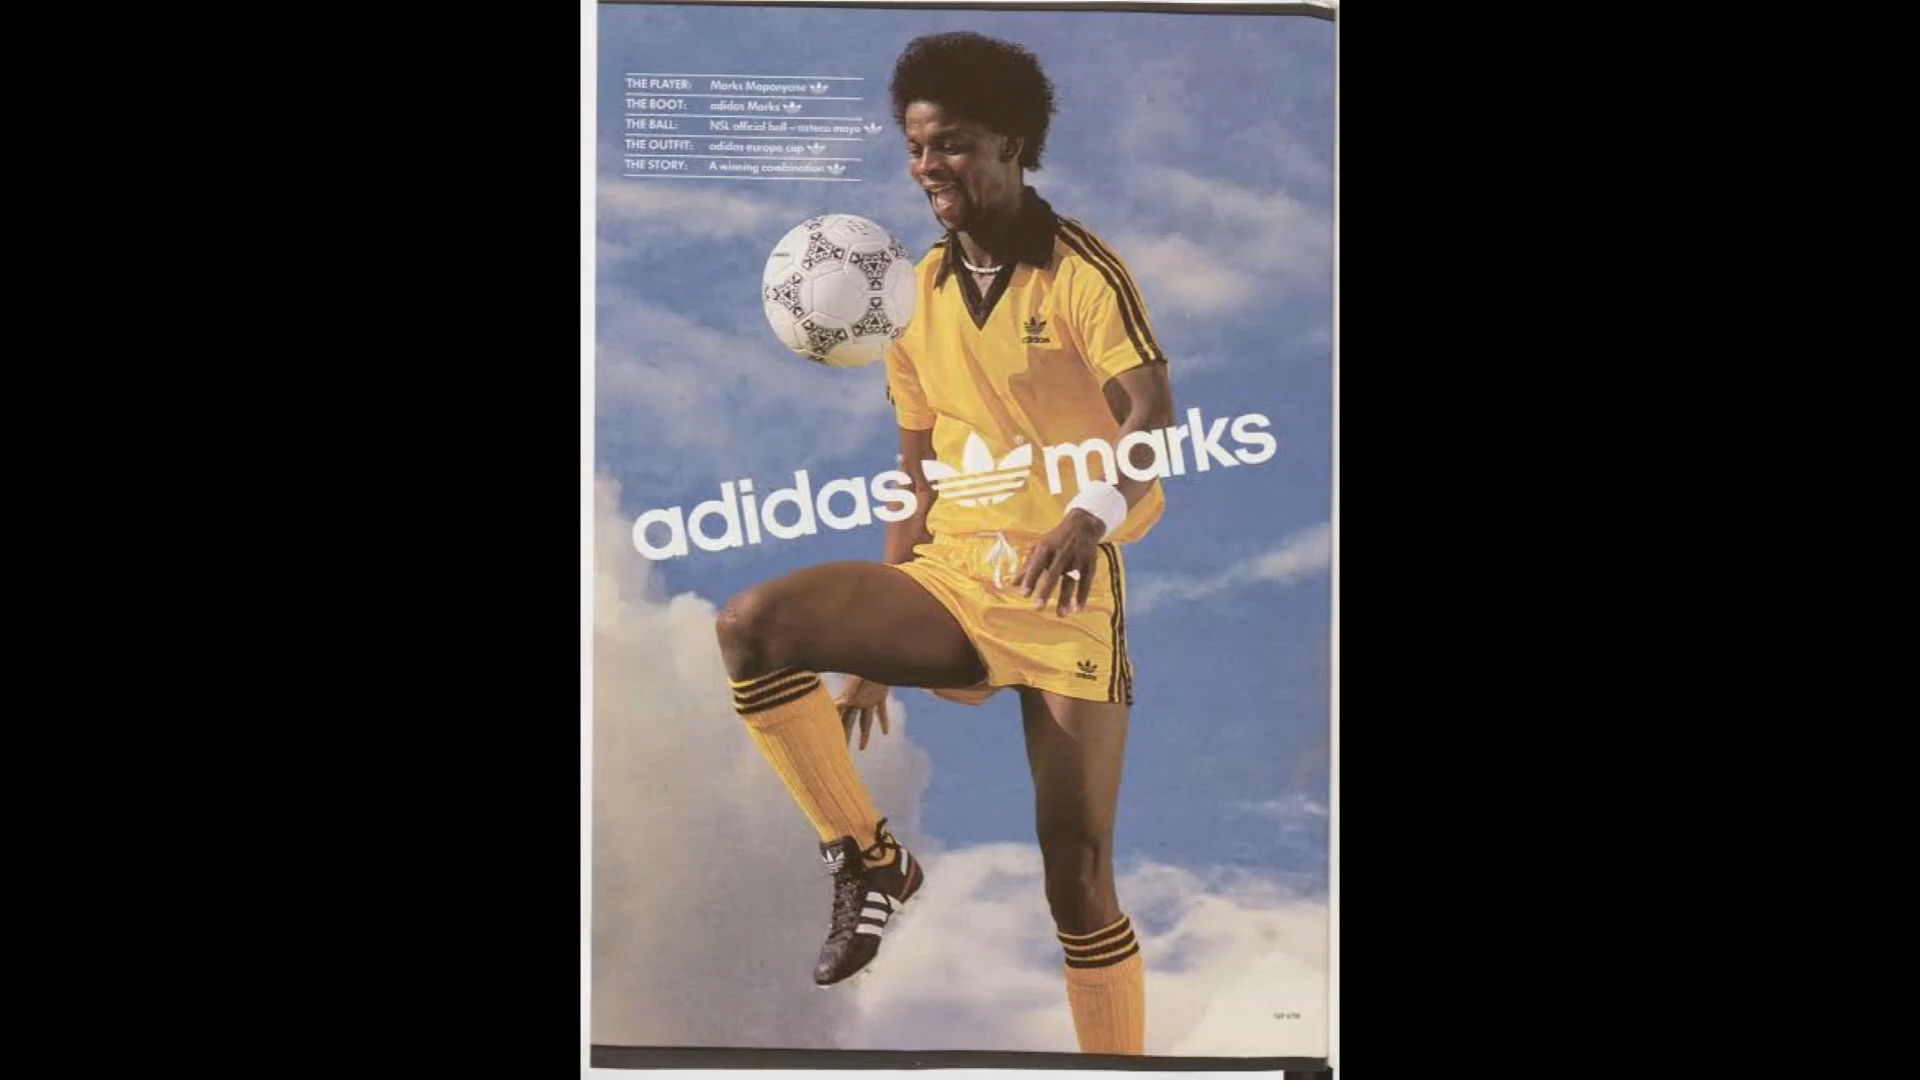 THE PLAYER: Marks Maponyane
THE BOOT: adidas Marks
THE BALL: NSL official ball – azteca maya
THE OUTFIT: adidas europa cup
THE STORY: A winning combination
adidas
adidas marks
adidas